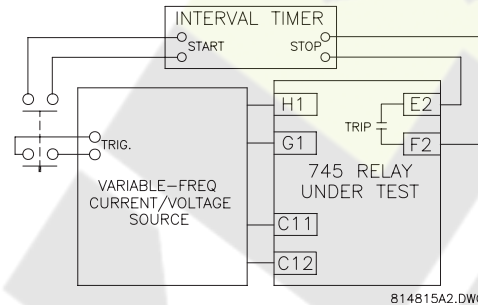 INTERVAL TIMER
START
STOP
H1
E2
TRIP
TRIG.
G1
F2
745 RELAY
UNDER TEST
VARIABLE-FREQ
CURRENT/VOLTAGE
SOURCE
C11
C12
814815A2.DW